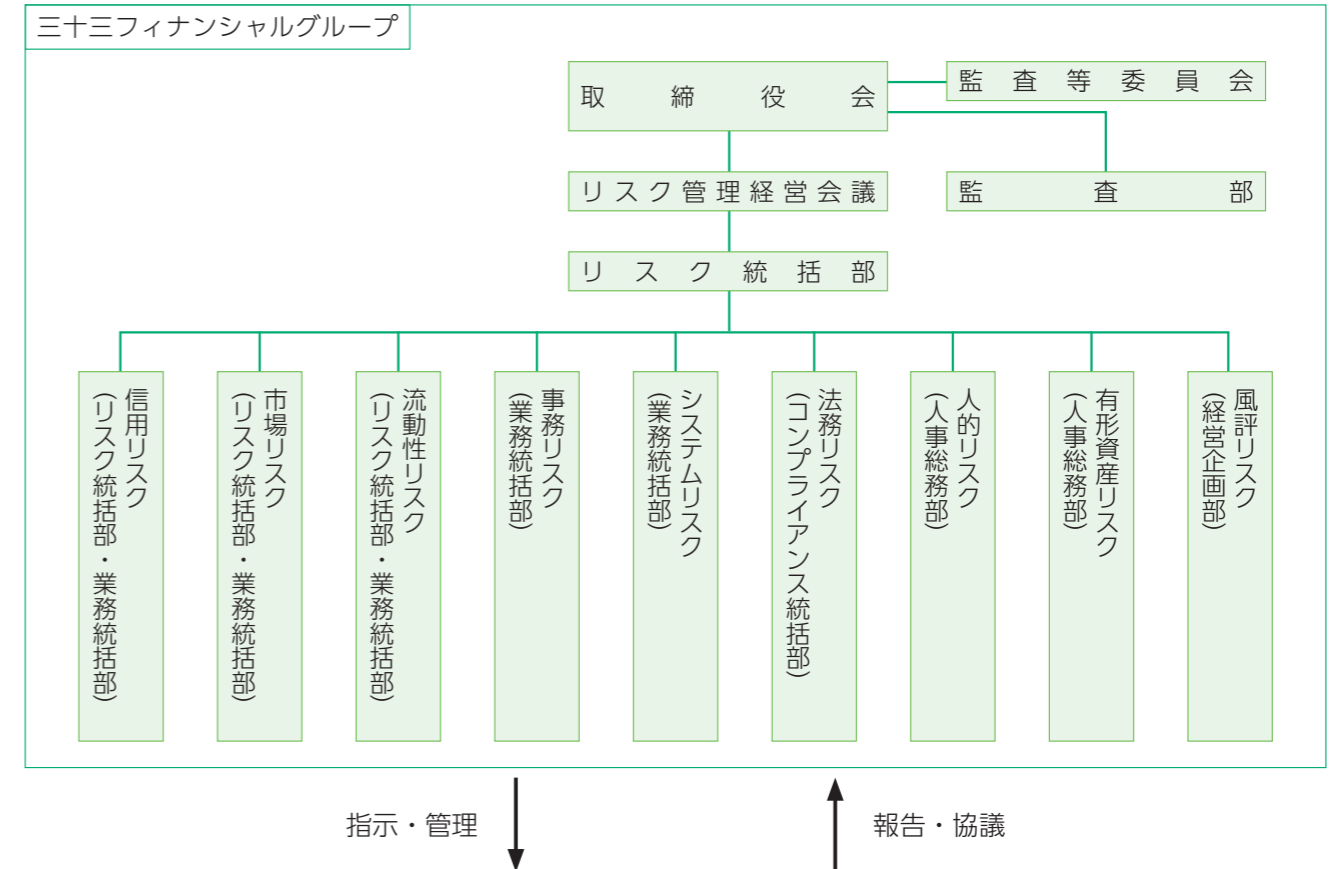 三十三フィナンシャルグループ
取締役会
監査等委員会
リスク管理経営会議
監査部
リスク統括部
信用リスク
（リスク統括部・業務統括部）
市場リスク
（リスク統括部・業務統括部）
流動性リスク
（リスク統括部・業務統括部）
事務リスク
（業務統括部）
システムリスク
（業務統括部）
法務リスク
（コンプライアンス統括部）
人的リスク
（人事総務部）
有形資産リスク
（人事総務部）
風評リスク
（経営企画部）
指示・管理
報告・協議